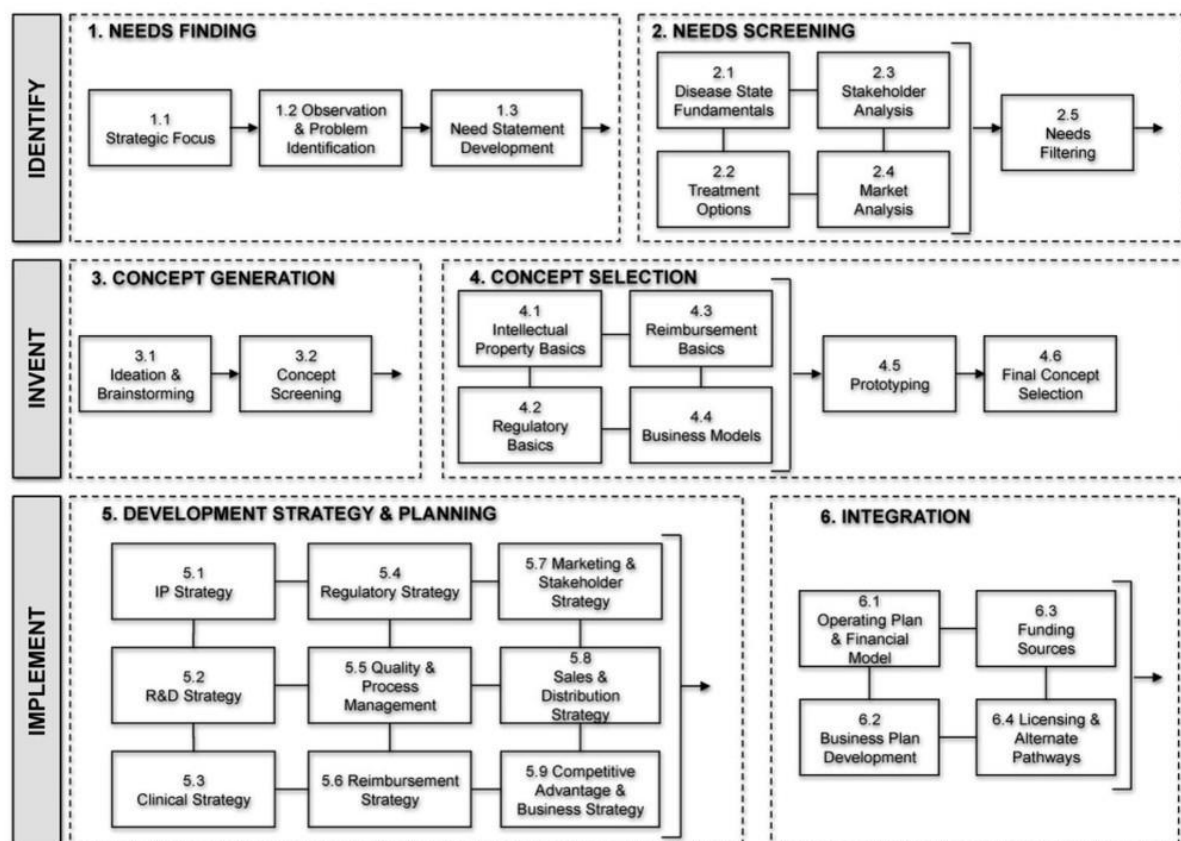 IDENTIFY
1. NEEDS FINDING
1.1
Strategic Focus
1.2 Observation
& Problem
Identification
1.3
Need Statement
Development
2. NEEDS SCREENING
2.1
Disease State
Fundamentals
2.3
Stakeholder
Analysis
2.2
Treatment
Options
2.4
Market
Analysis
2.5
Needs
Filtering
INVENT
3. CONCEPT GENERATION
3.1
Ideation &
Brainstorming
3.2
Concept
Screening
4. CONCEPT SELECTION
4.1
Intellectual
Property Basics
4.3
Reimbursement
Basics
4.2
Regulatory
Basics
4.4
Business Models
4.5
Prototyping
4.6
Final Concept
Selection
IMPLEMENT
5. DEVELOPMENT STRATEGY & PLANNING
5.1
IP Strategy
5.4
Regulatory Strategy
5.7 Marketing &
Stakeholder
Strategy
5.2
R&D Strategy
5.5 Quality &
Process
Management
5.8
Sales &
Distribution
Strategy
5.3
Clinical Strategy
5.6 Reimbursement
Strategy
5.9 Competitive
Advantage &
Business Strategy
6. INTEGRATION
6.1
Operating Plan
& Financial
Model
6.3
Funding
Sources
6.2
Business Plan
Development
6.4 Licensing &
Alternate
Pathways